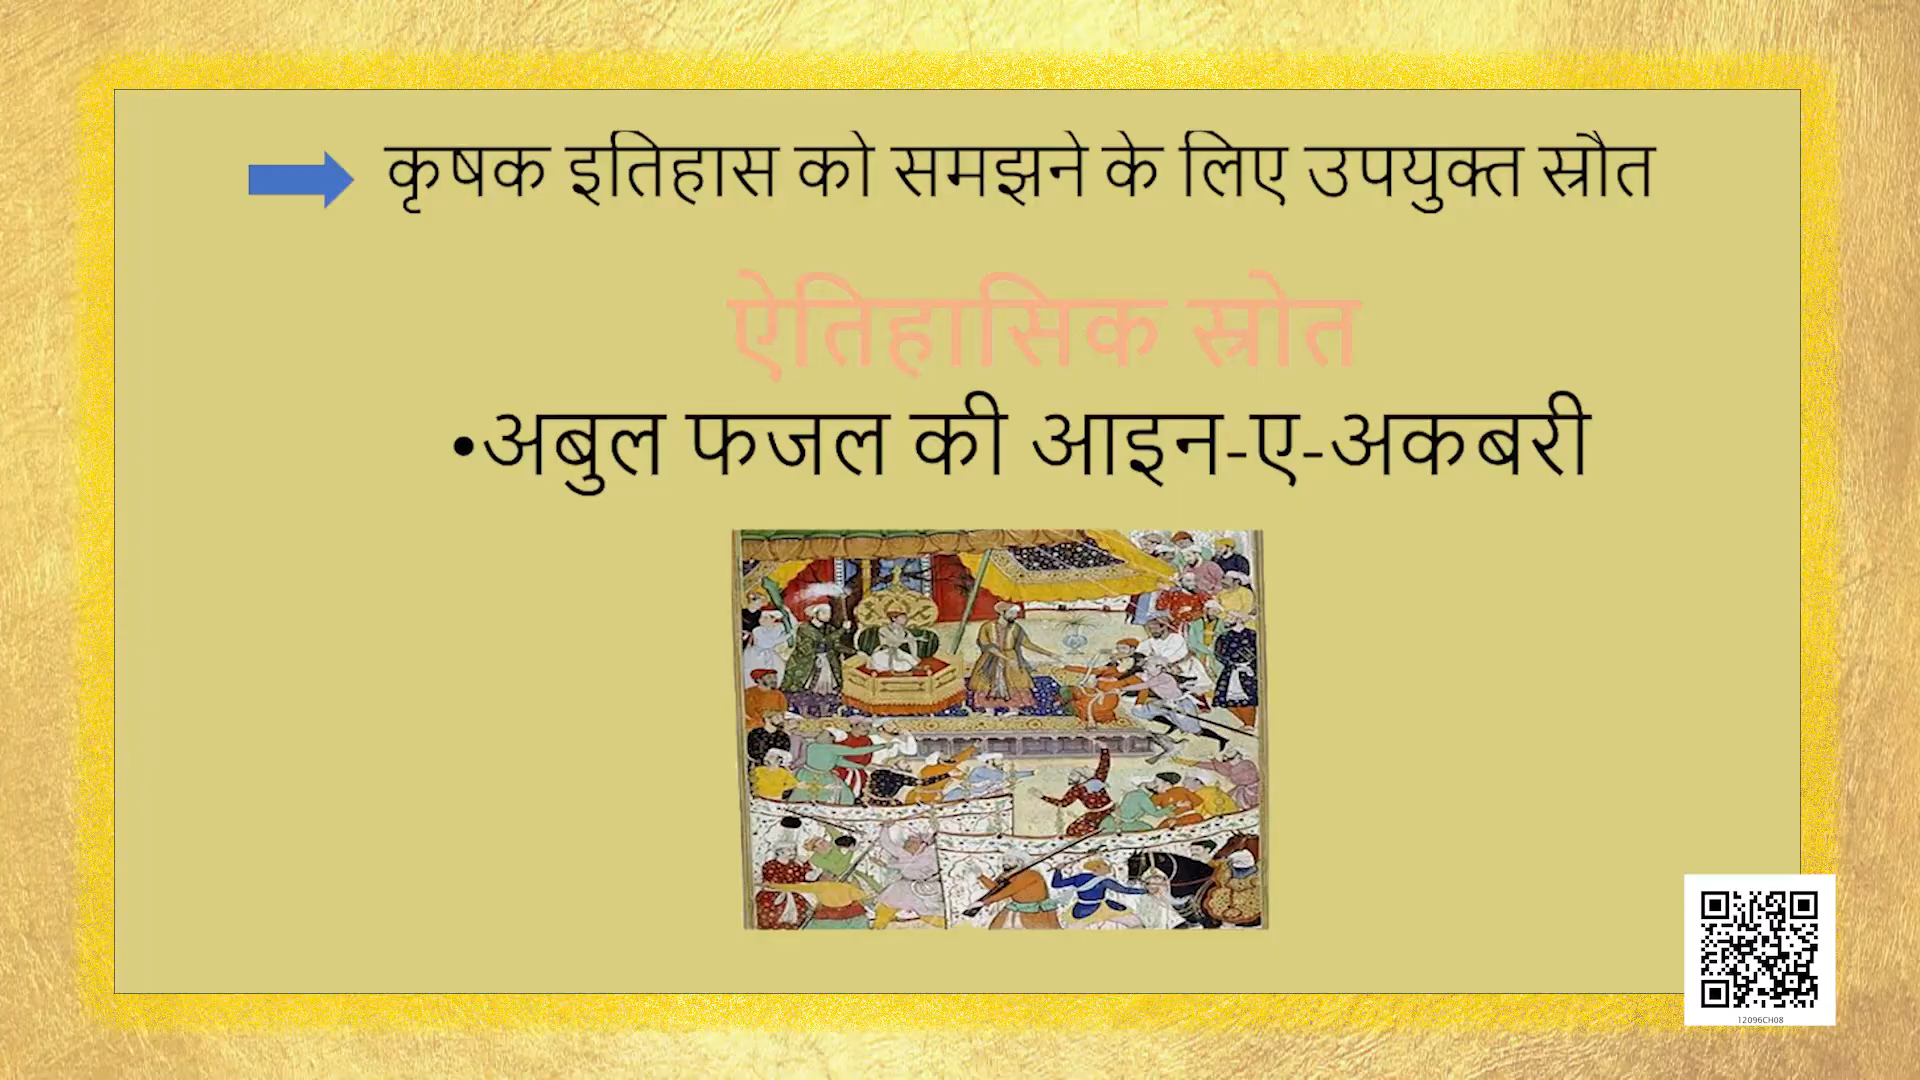 कृषक इतिहास को समझने के लिए उपयुक्त स्रौत
ऐतिहासिक स्रोत
•अबुल फजल की आइन-ए-अकबरी
12096CH08